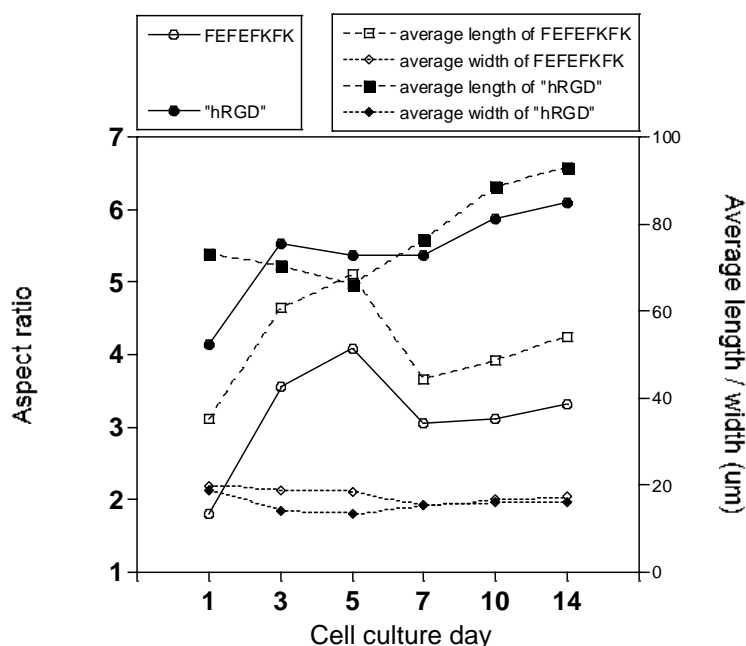 FEFEFKFK
"hRGD"
average length of FEFEFKFK
average width of FEFEFKFK
average length of "hRGD"
average width of "hRGD"
7
6
5
4
3
2
1
Aspect ratio
100
80
60
40
20
0
Average length /
width (um)
1 3 5 7 10 14
Cell culture day